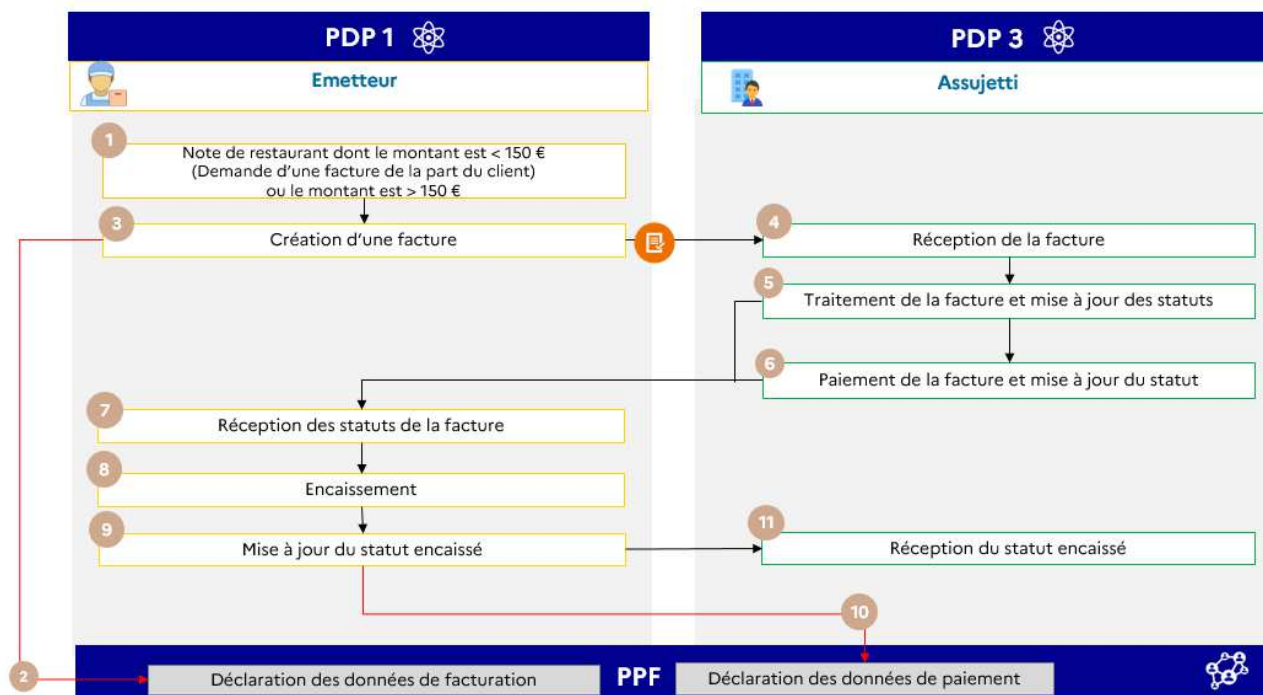 PDP 1
PDP 3
Emetteur
Assujetti
1
Note de restaurant dont le montant est < 150 €
(Demande d'une facture de la part du client)
ou le montant est > 150 €
3
Création d'une facture
4
Réception de la facture
5
Traitement de la facture et mise à jour des statuts
6
Paiement de la facture et mise à jour du statut
7
Réception des statuts de la facture
8
Encaissement
9
Mise à jour du statut encaissé
11
Réception du statut encaissé
10
2
Déclaration des données de facturation
PPF
Déclaration des données de paiement